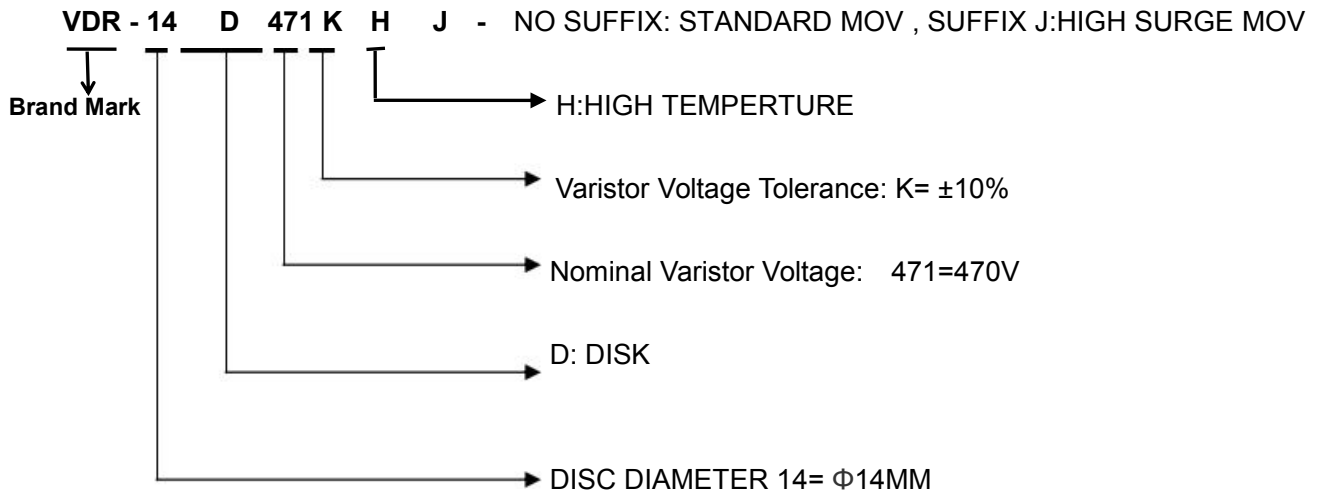 VDR - 14 D 471 K H J - NO SUFFIX: STANDARD MOV , SUFFIX J:HIGH SURGE MOV
Brand Mark
H:HIGH TEMPERTURE
Varistor Voltage Tolerance: K= ±10%
Nominal Varistor Voltage: 471=470V
D: DISK
DISC DIAMETER 14= Φ14MM